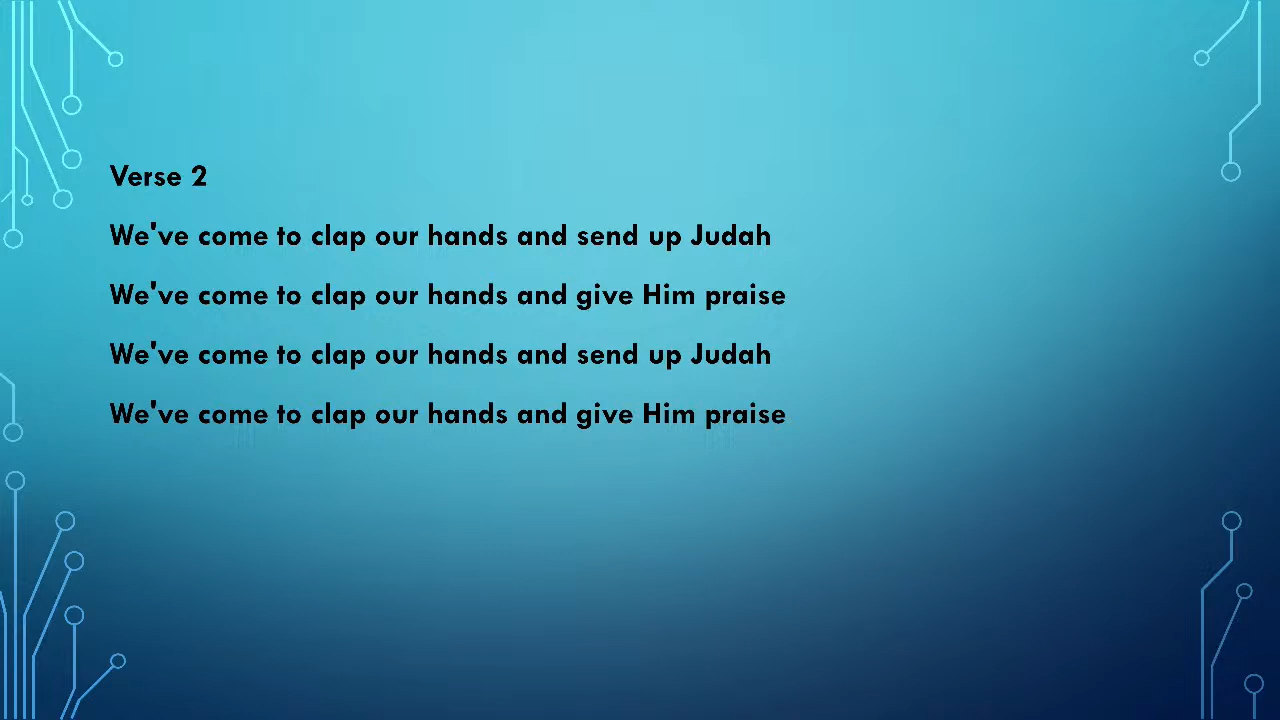 Verse 2
We've come to clap our hands and send up Judah
We've come to clap our hands and give Him praise
We've come to clap our hands and send up Judah
We've come to clap our hands and give Him praise